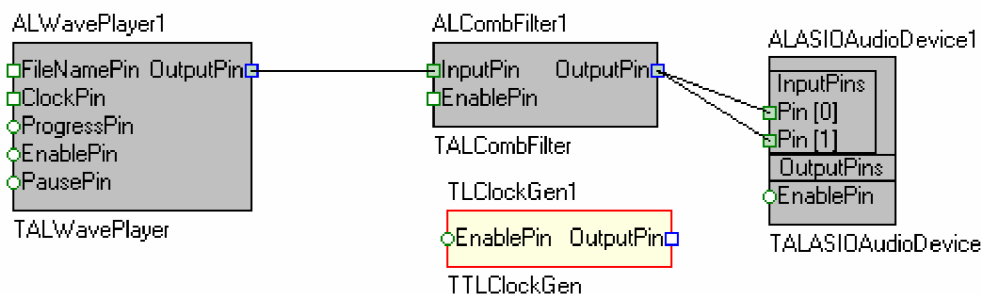 ALWavePlayer1
FileNamePin OutputPin
ClockPin
ProgressPin
EnablePin
PausePin
TALWavePlayer
ALCombFilter1
InputPin OutputPin
EnablePin
TALCombFilter
TLClockGen1
EnablePin OutputPin
TTLClockGen
ALASIOAudioDevice1
InputPins
Pin [0]
Pin [1]
OutputPins
EnablePin
TALASIOAudioDevice